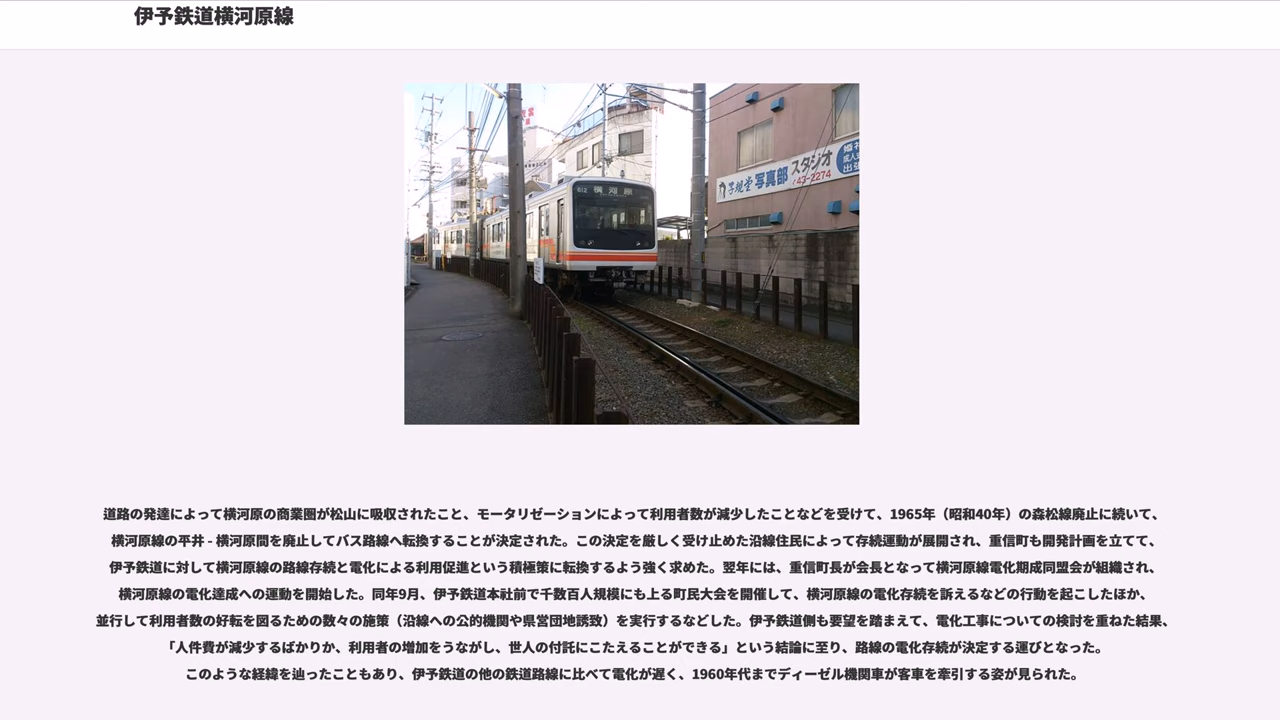 伊予鉄道横河原線
612 横河原
写真部 スタジオ
43-2274
道路の発達によって横河原の商業圏が松山に吸収されたこと、モータリゼーションによって利用者数が減少したことなどを受けて、1965年（昭和40年）の森松線廃止に続いて、
横河原線の平井 - 横河原間を廃止してバス路線へ転換することが決定された。この決定を厳しく受け止めた沿線住民によって存続運動が展開され、重信町も開発計画を立てて、
伊予鉄道に対して横河原線の路線存続と電化による利用促進という積極策に転換するよう強く求めた。翌年には、重信町長が会長となって横河原線電化期成同盟会が組織され、
横河原線の電化達成への運動を開始した。同年9月、伊予鉄道本社前で千数百人規模にも上る町民大会を開催して、横河原線の電化存続を訴えるなどの行動を起こしたほか、
並行して利用者数の好転を図るための数々の施策（沿線への公的機関や県営団地誘致）を実行するなどした。伊予鉄道側も要望を踏まえて、電化工事についての検討を重ねた結果、
「人件費が減少するばかりか、利用者の増加をうながし、世人の付託にこたえることができる」という結論に至り、路線の電化存続が決定する運びとなった。
このような経緯を辿ったこともあり、伊予鉄道の他の鉄道路線に比べて電化が遅く、1960年代までディーゼル機関車が客車を牽引する姿が見られた。